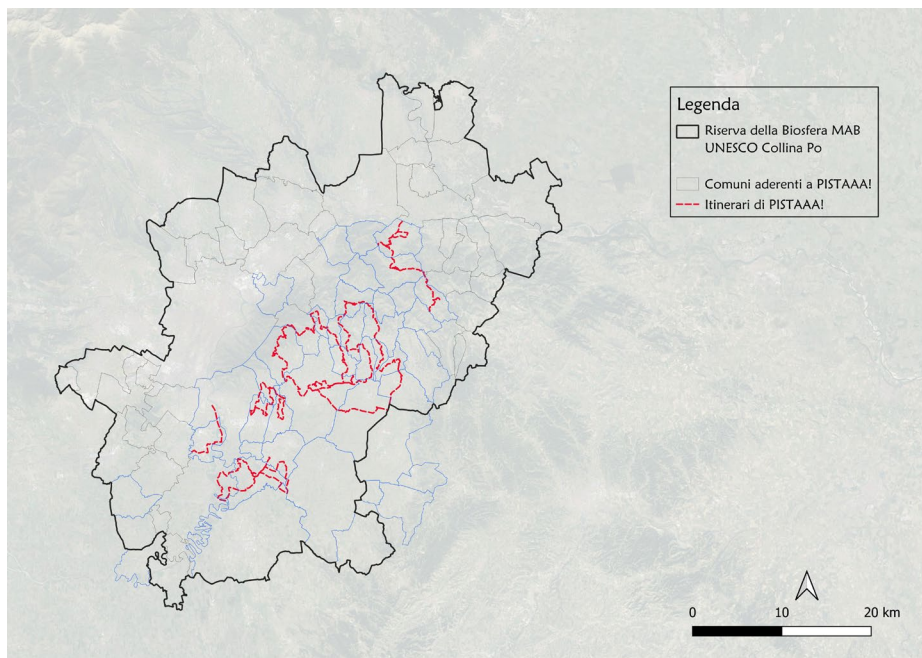 Legenda
Riserva della Biosfera MAB
UNESCO Collina Po
Comuni aderenti a PISTAAA!
Itinerari di PISTAAA!
0 10 20 km